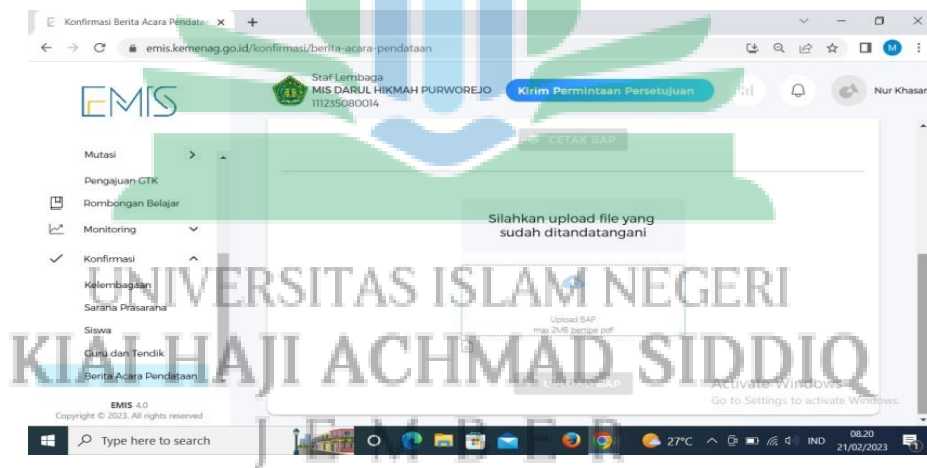 Konfirmasi Berita Acara Pendataa
emis.kemenag.go.id/konfirmasi/berita-acara-pendataan
M
EMIS
Staf Lembaga
MIS DARUL HIKMAH PURWOREJO
111235080014
Kirim Permintaan Persetujuan
Nur Khasan
CETAK BAP
Mutasi
Pengajuan GTK
Rombongan Belajar
Monitoring
Konfirmasi
Kelembagaan
Sarana Prasarana
Siswa
Guru dan Tendik
Berita Acara Pendataan
EMIS 4.0
Copyright © 2023. All rights reserved
Silahkan upload file yang
sudah ditandatangani
Upload BAP
max 2MB bertipe pdf
BAP
Activate Windows
Go to Settings to activate Windows.
UNIVERSITAS ISLAM NEGERI
KIAI HAJI ACHMAD SIDDIQ
JEMBER
Type here to search
27°C
IND
08.20
21/02/2023